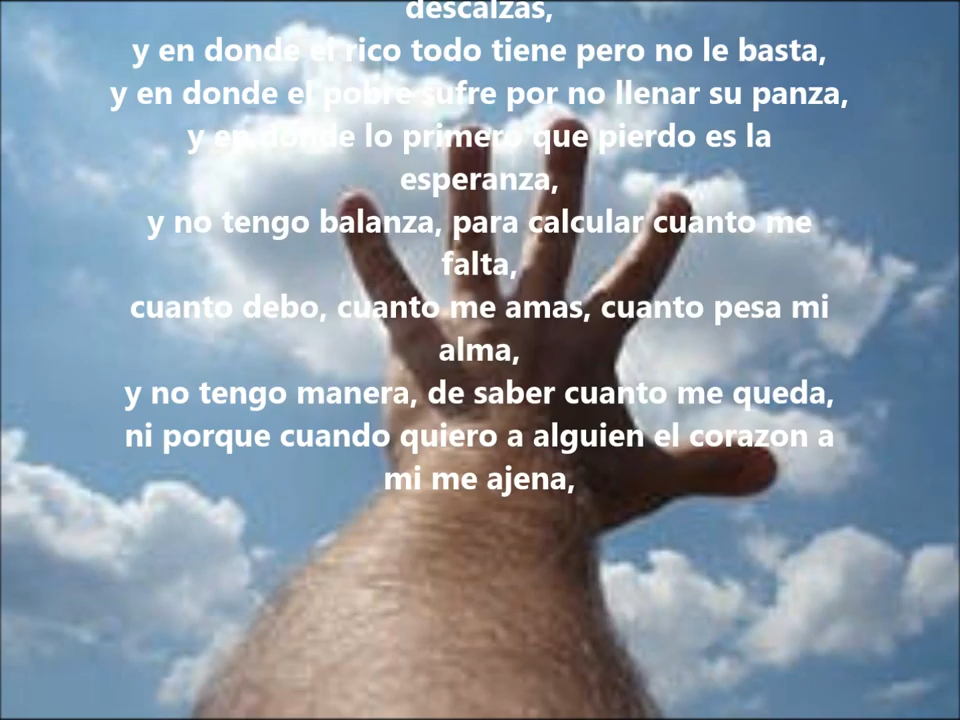 descalzas,
y en donde el rico todo tiene pero no le basta,
y en donde el pobre sufre por no llenar su panza,
y en donde lo primero que pierdo es la
esperanza,
y no tengo balanza, para calcular cuanto me
falta,
cuanto debo, cuanto me amas, cuanto pesa mi
alma,
y no tengo manera, de saber cuanto me queda,
ni porque cuando quiero a alguien el corazon a
mi me ajena,